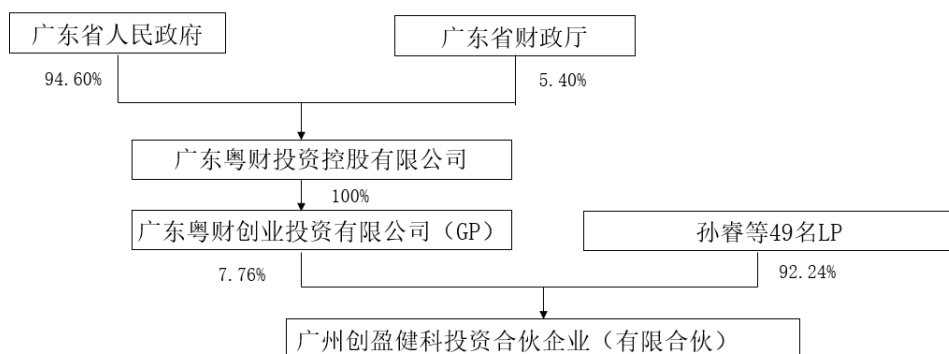 广东省人民政府
广东省财政厅
94.60%
5.40%
广东粤财投资控股有限公司
100%
广东粤财创业投资有限公司（GP）
孙睿等49名LP
7.76%
92.24%
广州创盈健科投资合伙企业（有限合伙）